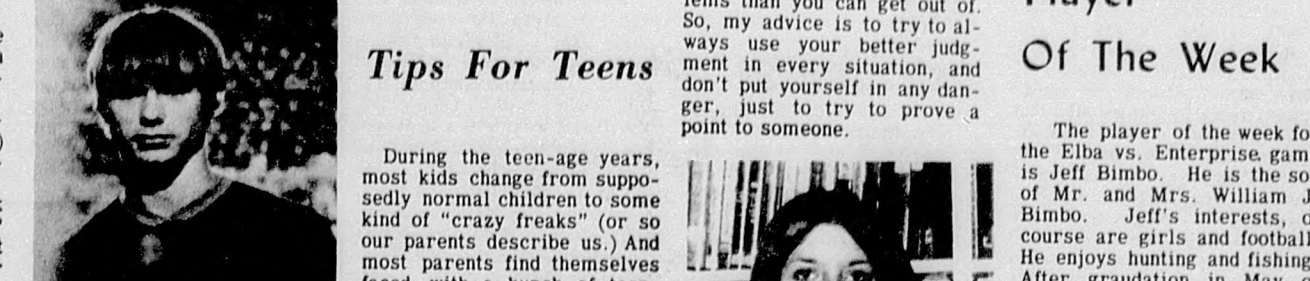 Tips For Teens
During the teen-age years,
most kids change from suppo-
sedly normal children to some
kind of "crazy freaks" (or so
our parents describe us.) And
most parents find themselves
lems than you can get out of.
So, my advice is to try to al-
ways use your better judg-
ment in every situation, and
don't put yourself in any dan-
ger, just to try to prove a
point to someone.
Player
Of The Week
The player of the week fo
the Elba vs. Enterprise gam
is Jeff Bimbo. He is the so
of Mr. and Mrs. William J
Bimbo. Jeff's interests, o
course are girls and football
He enjoys hunting and fishing
After graudation in May